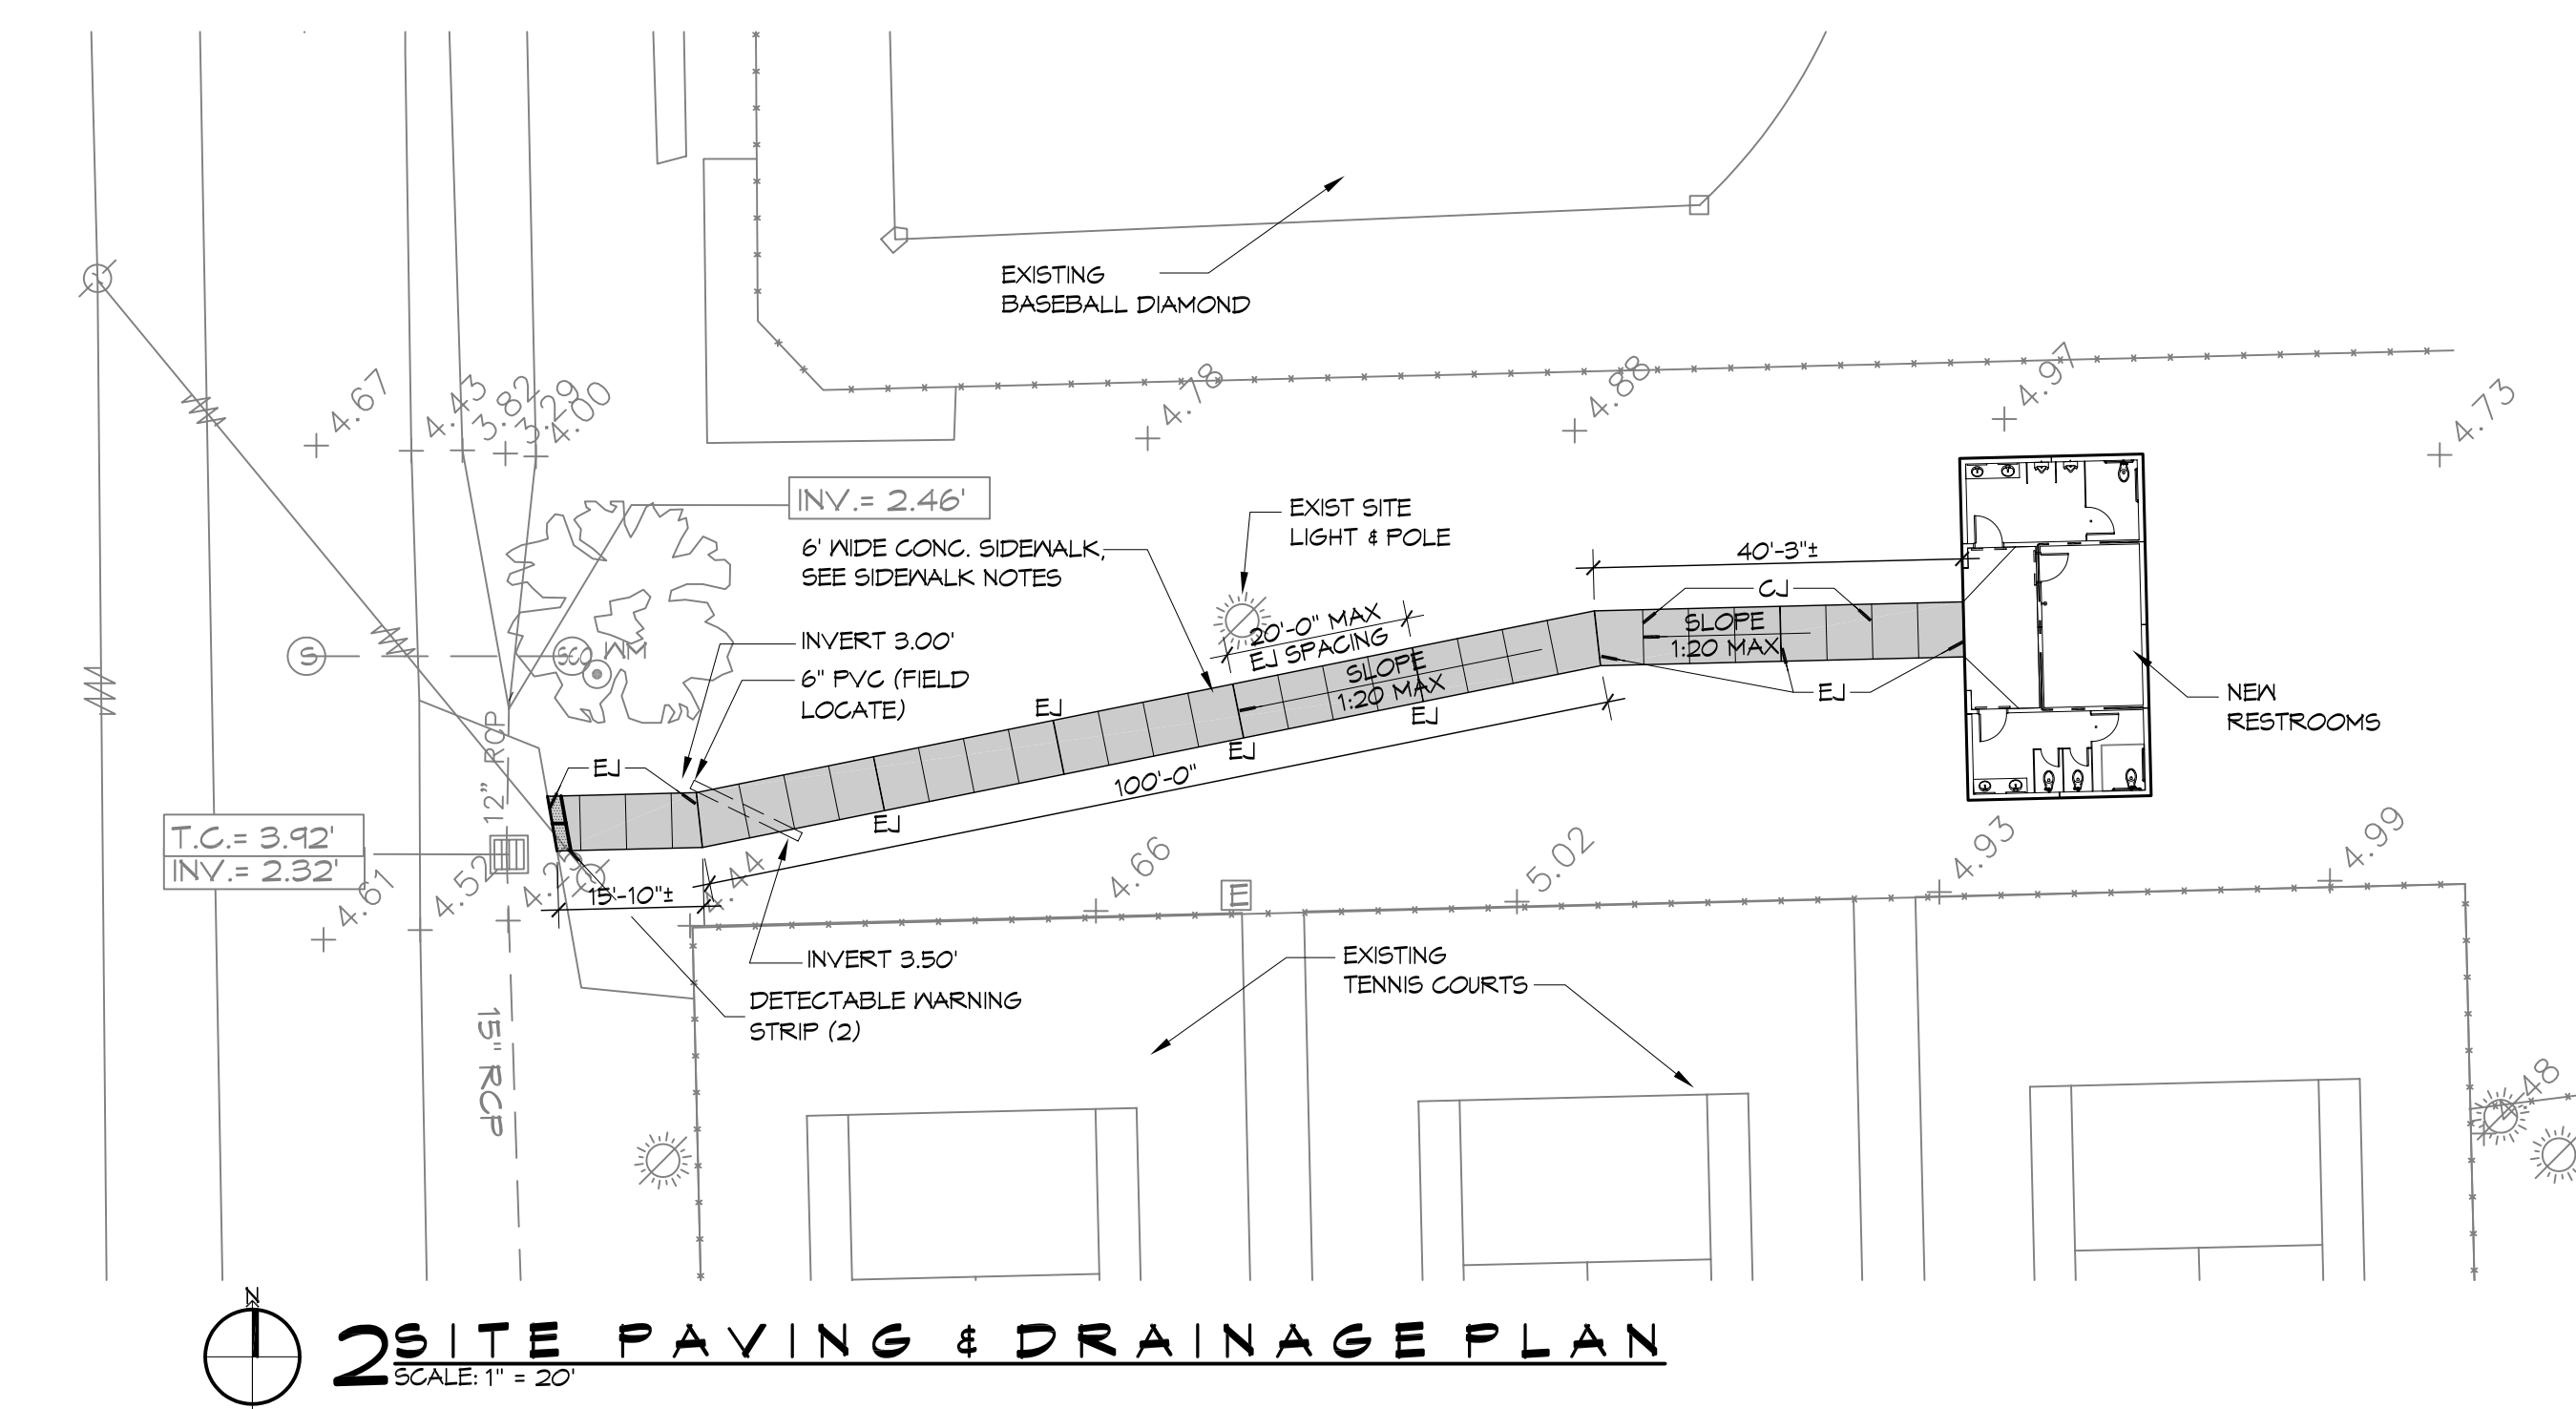 EXISTING
BASEBALL DIAMOND
4.67
4.43
3.82
3.29
4.00
4.78
4.88
4.97
4.73
INV.= 2.46'
6' WIDE CONC. SIDEWALK,
SEE SIDEWALK NOTES
EXIST SITE
LIGHT & POLE
40'-3"±
CJ
20'-0" MAX
EJ SPACING
SLOPE
1:20 MAX
SLOPE
1:20 MAX
INVERT 3.00'
6" PVC (FIELD
LOCATE)
S
SCO
WM
EJ
EJ
EJ
EJ
EJ
EJ
NEW
RESTROOMS
12" RCP
100'-0"
T.C.= 3.92'
INV.= 2.32'
4.61
4.52
15'-10"±
4.66
E
5.02
4.93
4.99
INVERT 3.50'
DETECTABLE WARNING
STRIP (2)
EXISTING
TENNIS COURTS
15" RCP
N
2 SITE PAVING & DRAINAGE PLAN
SCALE: 1" = 20'